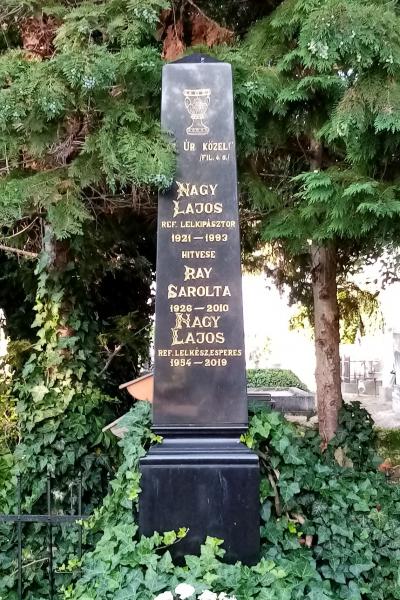 ÚR KÖZEL!
/FIL. 4. 6./
NAGY
LAJOS
REF. LELKIPÁSZTOR
1921 – 1993
HITVESE
RAY
SAROLTA
1926 – 2010
NAGY
LAJOS
REF. LELKÉSZ, ESPERES
1954 – 2019